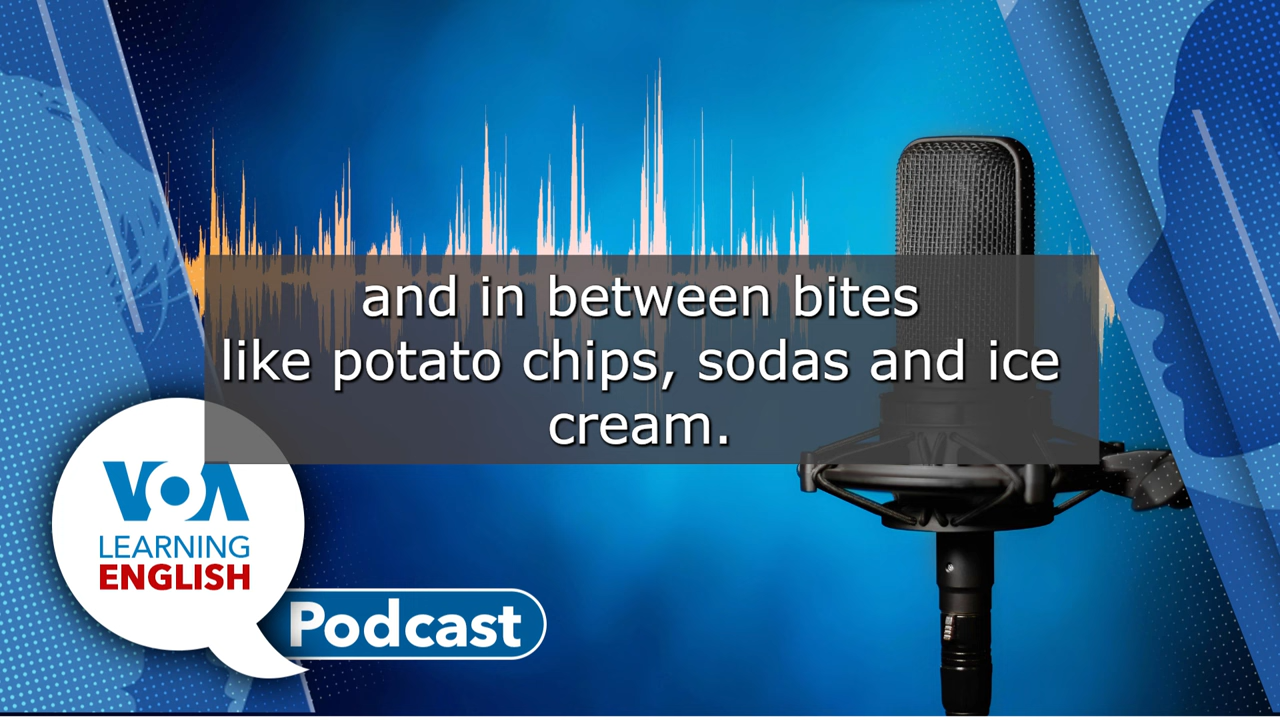 and in between bites
like potato chips, sodas and ice
cream.
VOA
LEARNING
ENGLISH
Podcast